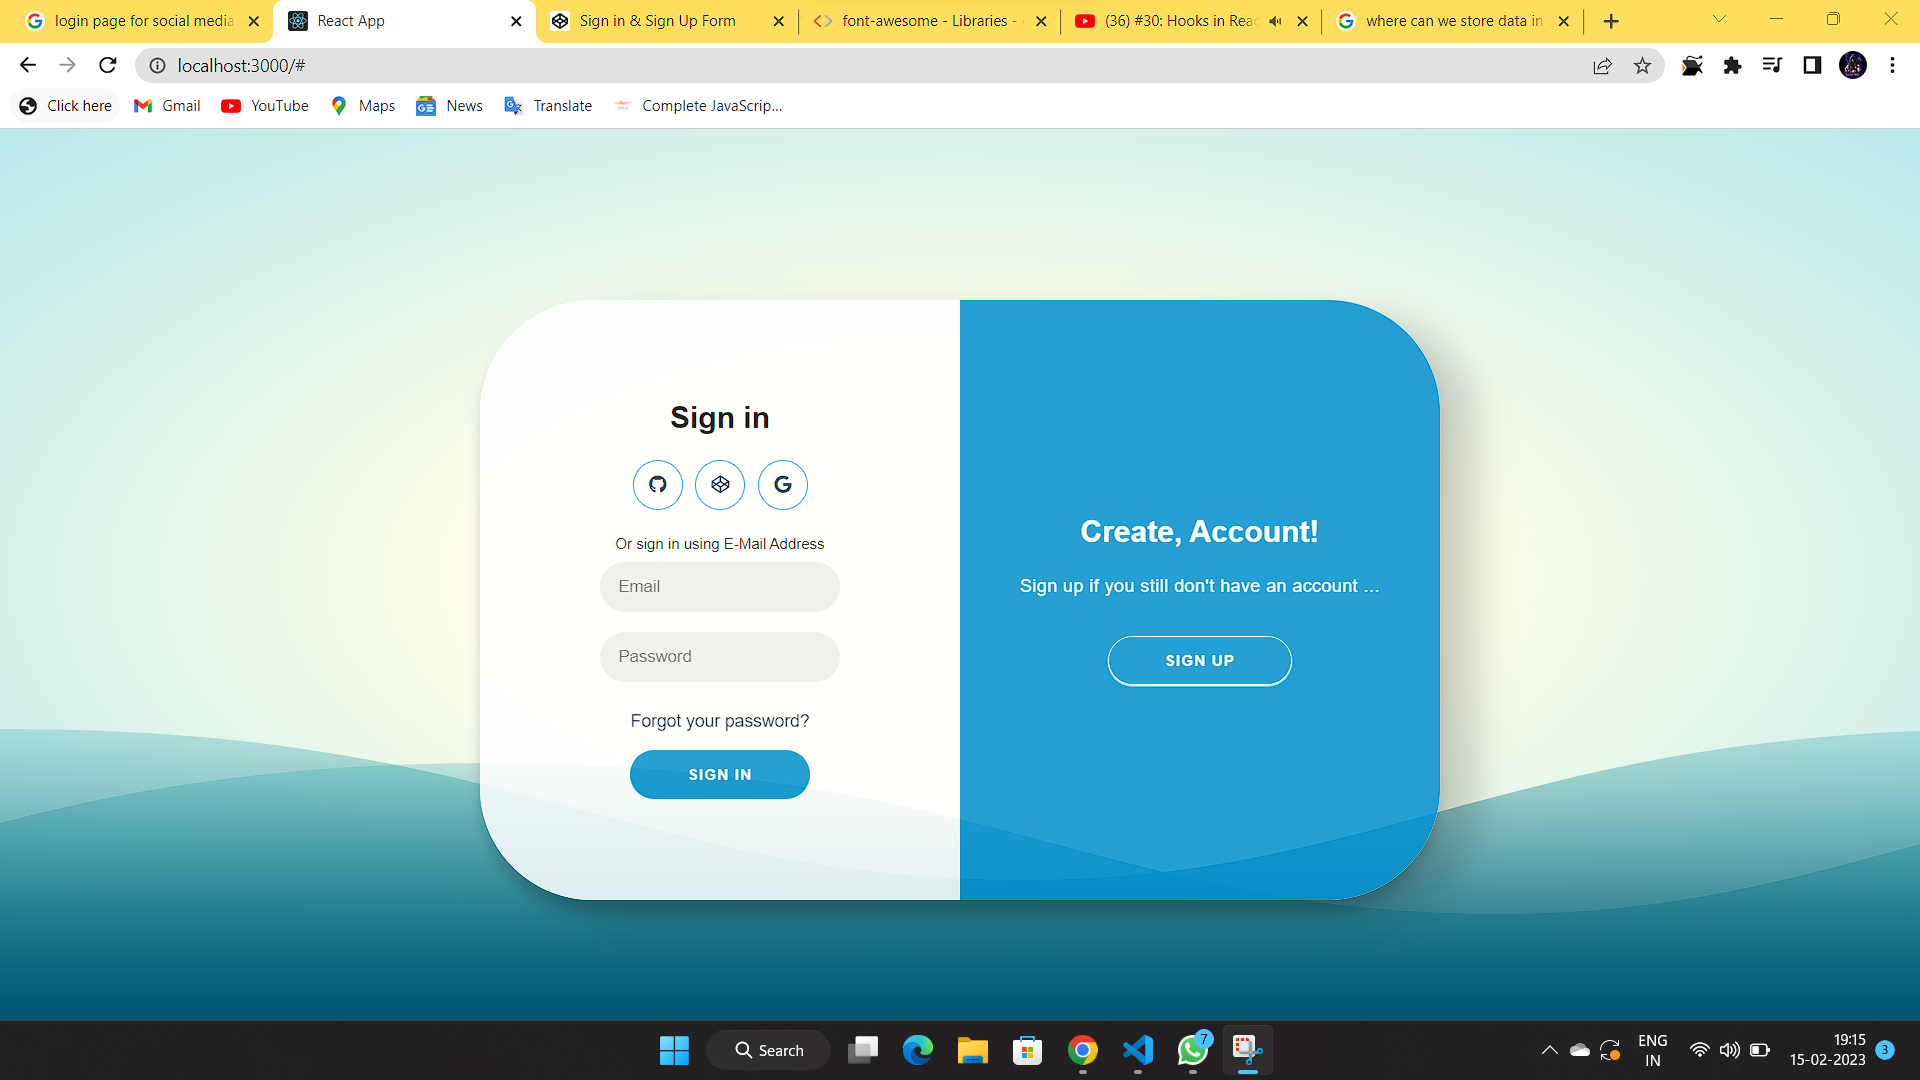 login page for social media
React App
Sign in & Sign Up Form
font-awesome - Libraries -
(36) #30: Hooks in Reac
where can we store data in
localhost:3000/#
Click here
Gmail
YouTube
Maps
News
Translate
Complete JavaScrip...
Sign in
Or sign in using E-Mail Address
Email
Password
Forgot your password?
SIGN IN
Create, Account!
Sign up if you still don't have an account ...
SIGN UP
Search
7
ENG
IN
19:15
15-02-2023
3